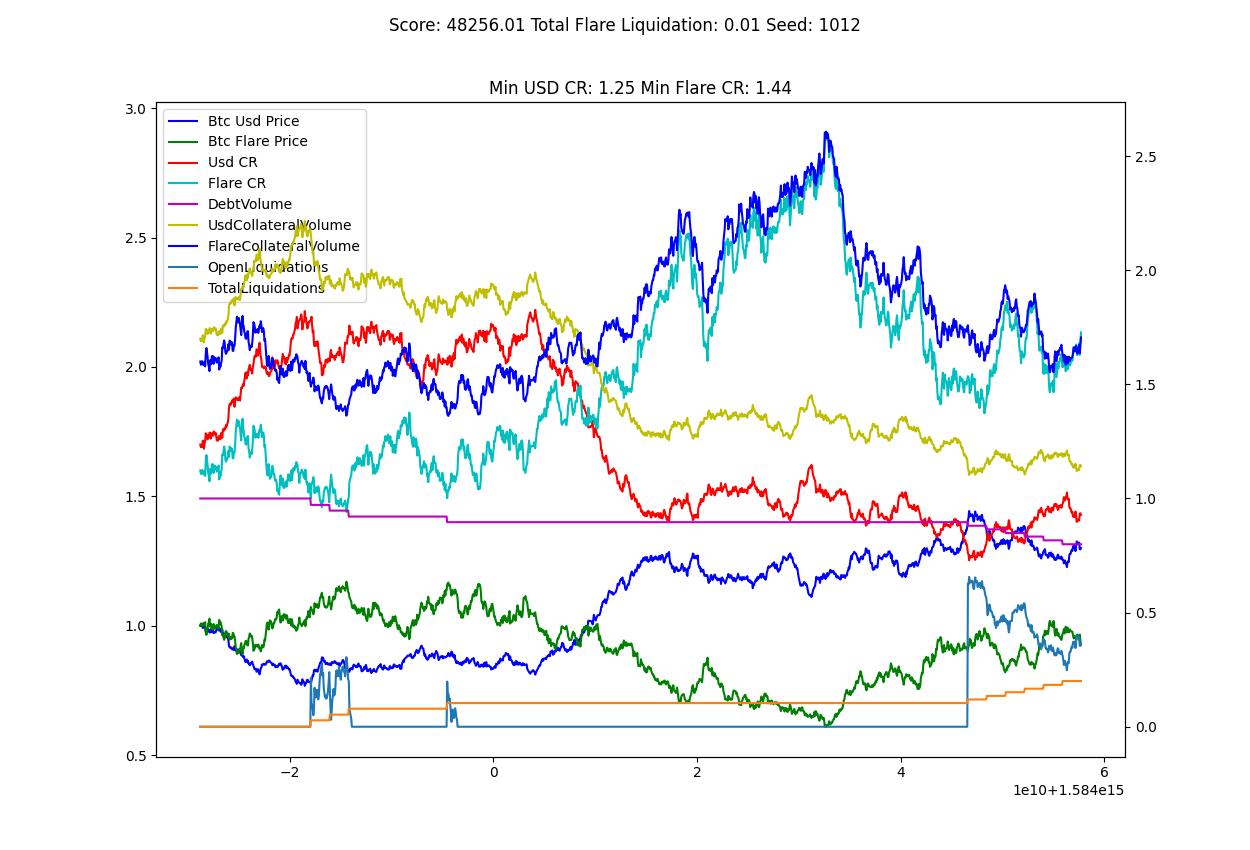 Score: 48256.01 Total Flare Liquidation: 0.01 Seed: 1012
Min USD CR: 1.25 Min Flare CR: 1.44
Btc Usd Price
Btc Flare Price
Usd CR
Flare CR
DebtVolume
UsdCollateralVolume
FlareCollateralVolume
OpenLiquidations
TotalLiquidations
3.0
2.5
2.0
1.5
1.0
0.5
2.5
2.0
1.5
1.0
0.5
0.0
−2 0 2 4 6
1e10+1.584e15